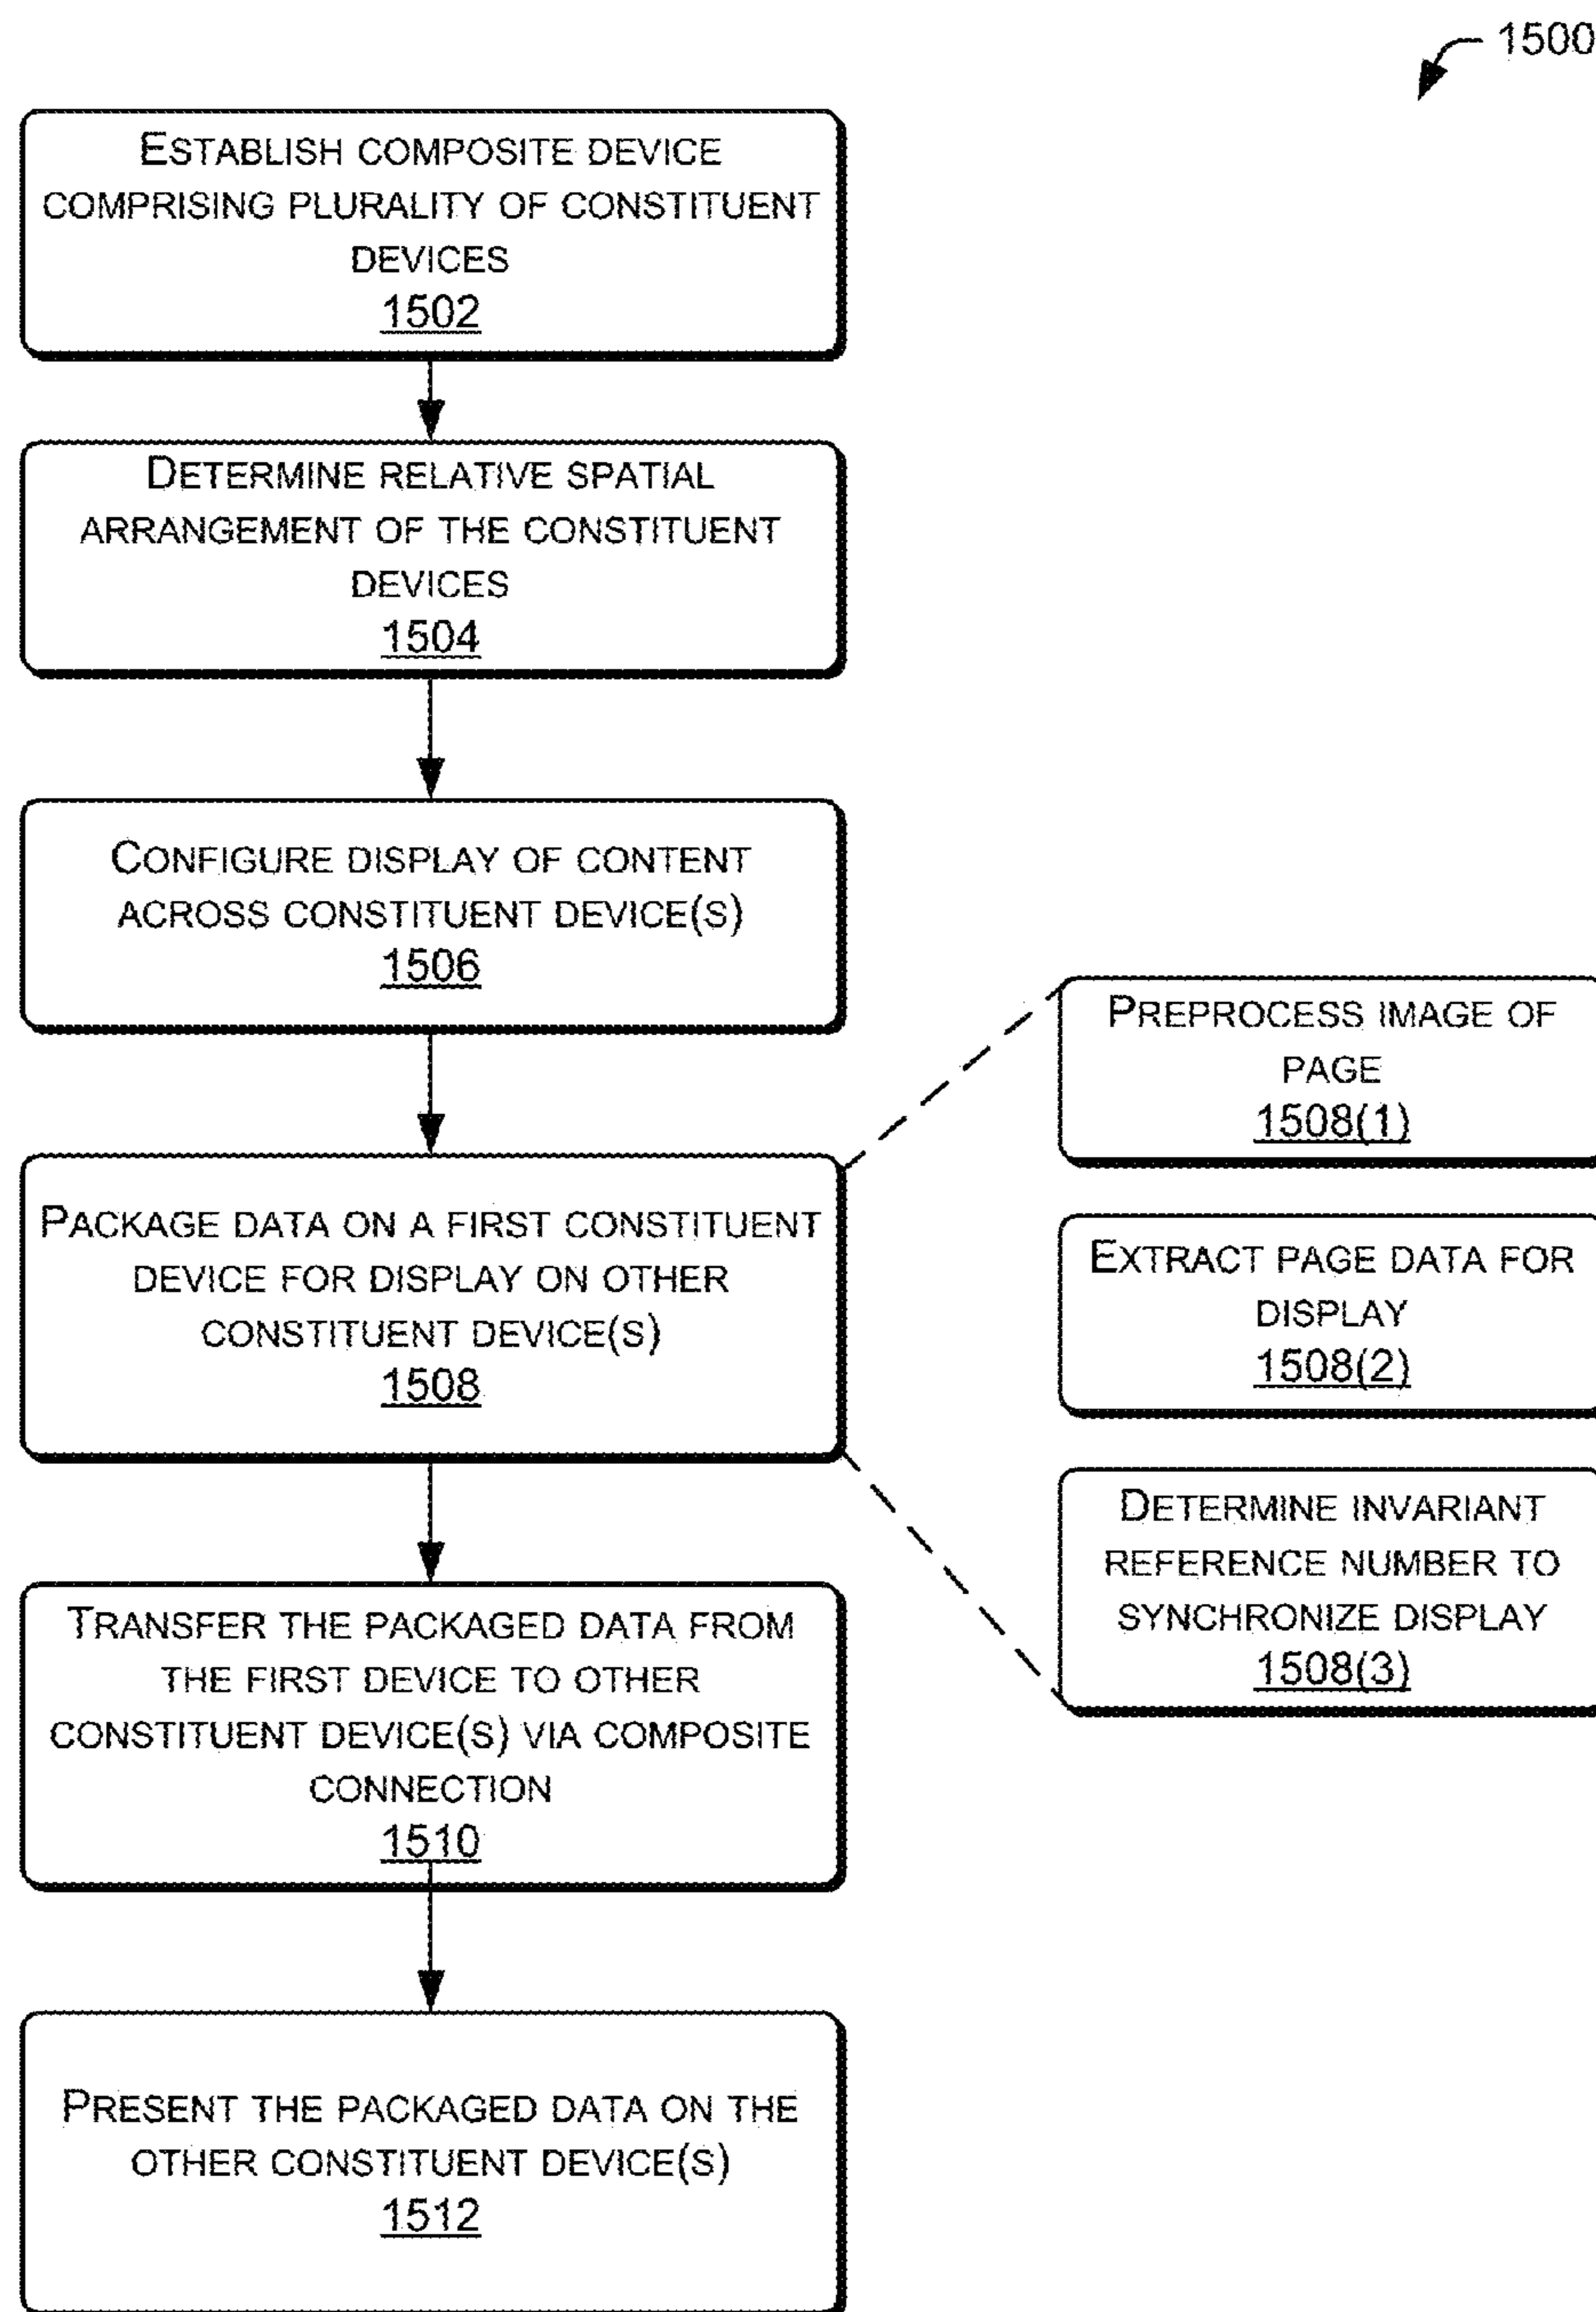 1500
ESTABLISH COMPOSITE DEVICE
COMPRISING PLURALITY OF CONSTITUENT
DEVICES
1502
DETERMINE RELATIVE SPATIAL
ARRANGEMENT OF THE CONSTITUENT
DEVICES
1504
CONFIGURE DISPLAY OF CONTENT
ACROSS CONSTITUENT DEVICE(S)
1506
PACKAGE DATA ON A FIRST CONSTITUENT
DEVICE FOR DISPLAY ON OTHER
CONSTITUENT DEVICE(S)
1508
PREPROCESS IMAGE OF
PAGE
1508(1)
EXTRACT PAGE DATA FOR
DISPLAY
1508(2)
DETERMINE INVARIANT
REFERENCE NUMBER TO
SYNCHRONIZE DISPLAY
1508(3)
TRANSFER THE PACKAGED DATA FROM
THE FIRST DEVICE TO OTHER
CONSTITUENT DEVICE(S) VIA COMPOSITE
CONNECTION
1510
PRESENT THE PACKAGED DATA ON THE
OTHER CONSTITUENT DEVICE(S)
1512